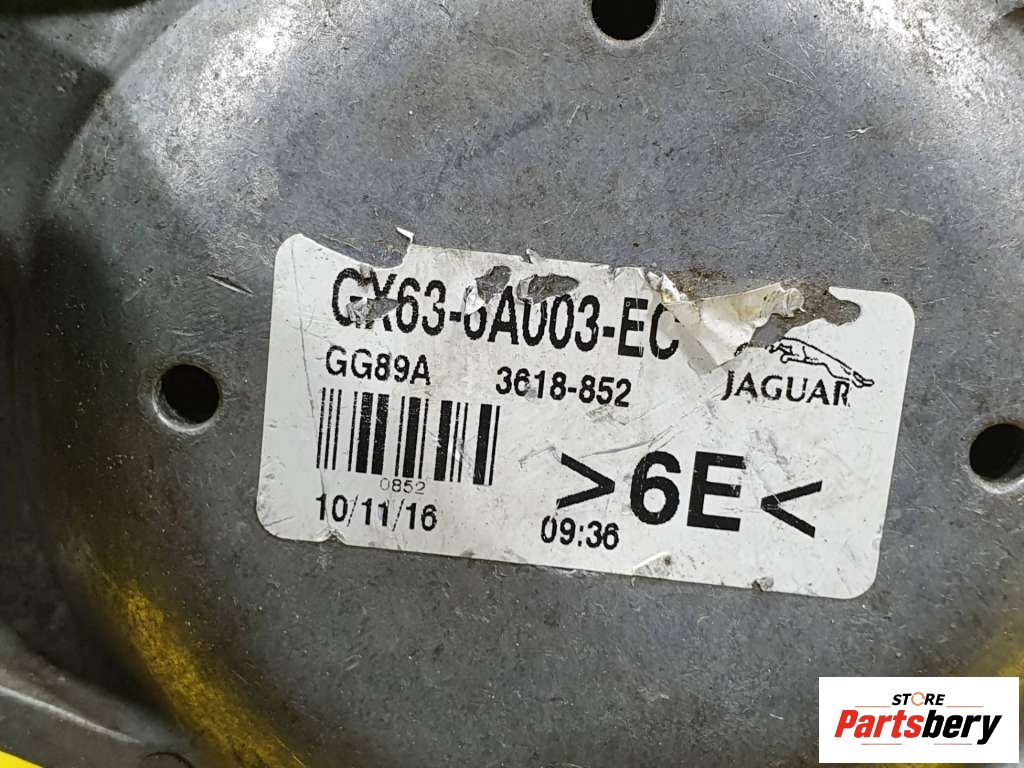 GX63-6A003-EC
GG89A 3618-852
JAGUAR
0852
>6E<
10/11/16 09:36
STORE
Partsbery